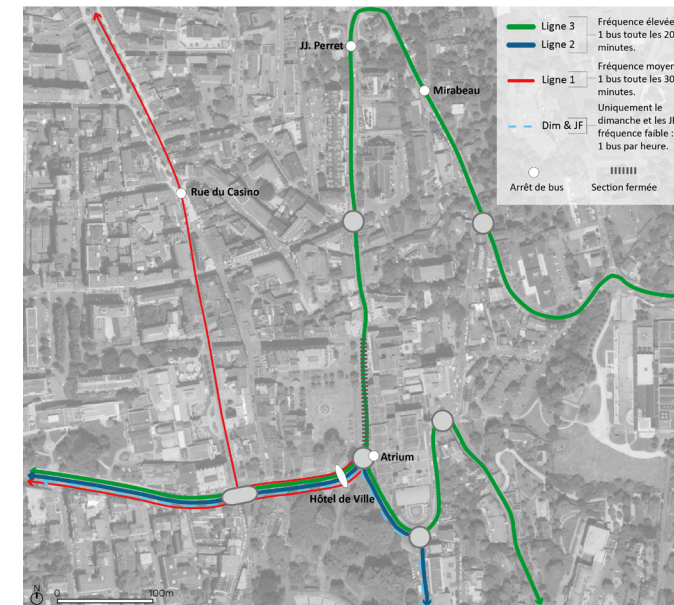 JJ. Perret
Mirabeau
Rue du Casino
Atrium
Hôtel de Ville
Ligne 3
Ligne 2
Fréquence élevée
1 bus toute les 20
minutes.
Ligne 1
Fréquence moyen
1 bus toute les 30
minutes.
Dim & JF
Uniquement le
dimanche et les JF
fréquence faible :
1 bus par heure.
Arrêt de bus
Section fermée
N
0
100m